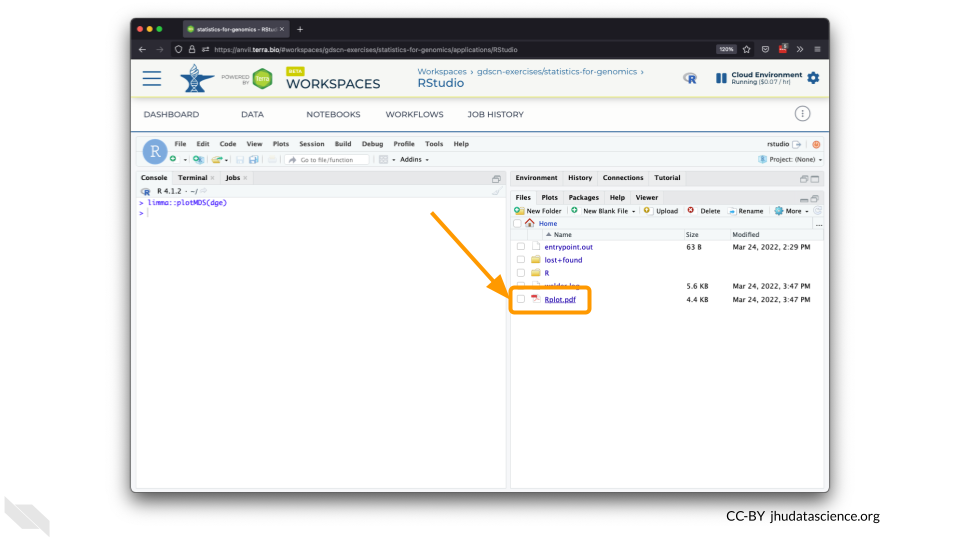 statistics-for-genomics - RStud
https://anvil.terra.bio/#workspaces/gdscn-exercises/statistics-for-genomics/applications/RStudio
120%
POWERED BY Terra
BETA
WORKSPACES
Workspaces › gdscn-exercises/statistics-for-genomics ›
RStudio
Cloud Environment
Running ($0.07 / hr)
DASHBOARD DATA NOTEBOOKS WORKFLOWS JOB HISTORY
R File Edit Code View Plots Session Build Debug Profile Tools Help
rstudio
Go to file/function Addins
Project: (None)
Console Terminal Jobs
R 4.1.2 · ~/
> limma::plotMDS(dge)
>
Environment History Connections Tutorial
Files Plots Packages Help Viewer
New Folder New Blank File Upload Delete Rename More
Home ...
Name Size Modified
entrypoint.out 63 B Mar 24, 2022, 2:29 PM
lost+found
R
5.6 KB Mar 24, 2022, 3:47 PM
Rplot.pdf 4.4 KB Mar 24, 2022, 3:47 PM
CC-BY jhudatascience.org